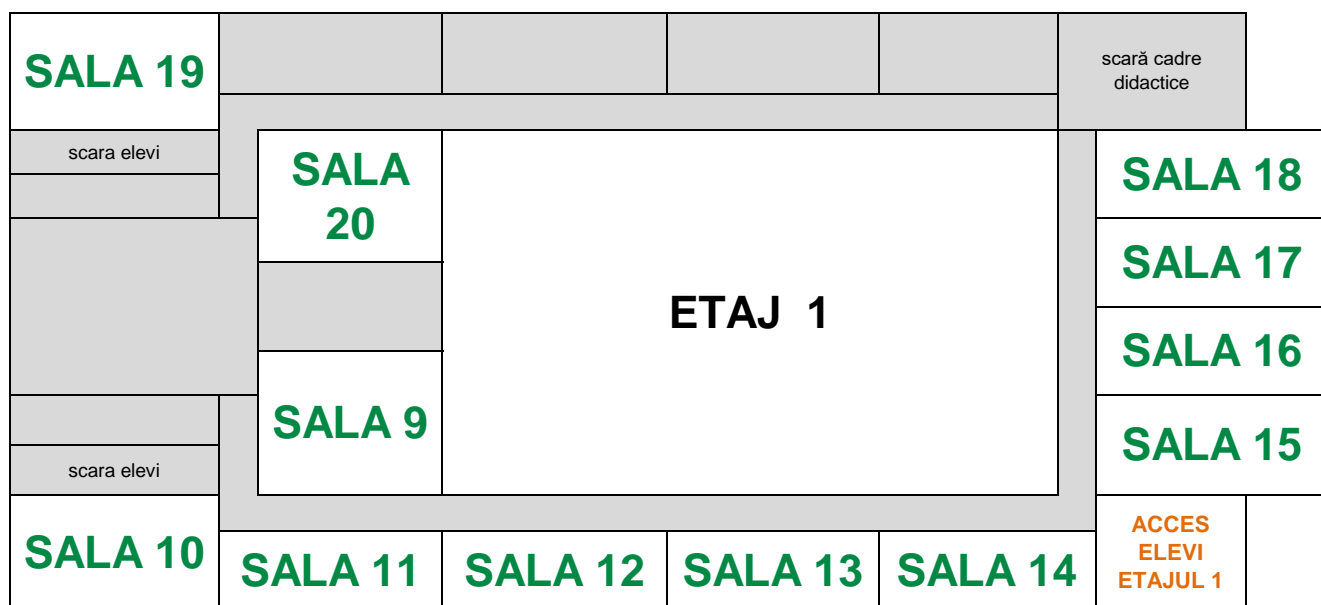 SALA 19
scară cadre
didactice
scara elevi
SALA
20
SALA 18
SALA 17
ETAJ 1
SALA 16
SALA 9
SALA 15
scara elevi
SALA 10
SALA 11
SALA 12
SALA 13
SALA 14
ACCES
ELEVI
ETAJUL 1